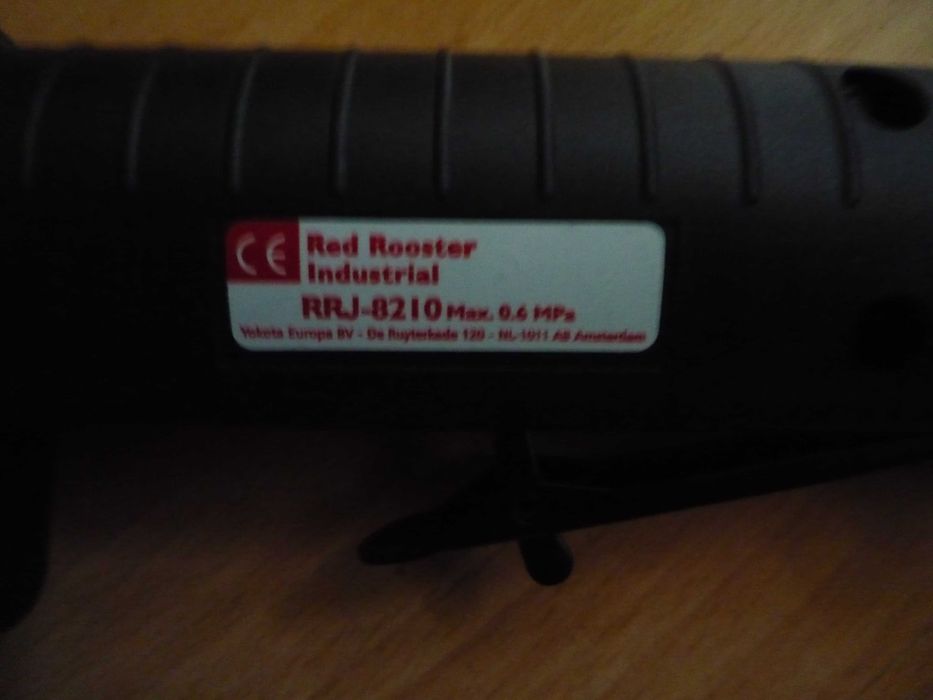 CE
Red Rooster
Industrial
RRJ-8210 Max. 0.6 MPa
Yokota Europa BV - De Ruyterkade 120 - NL-1011 AB Amsterdam